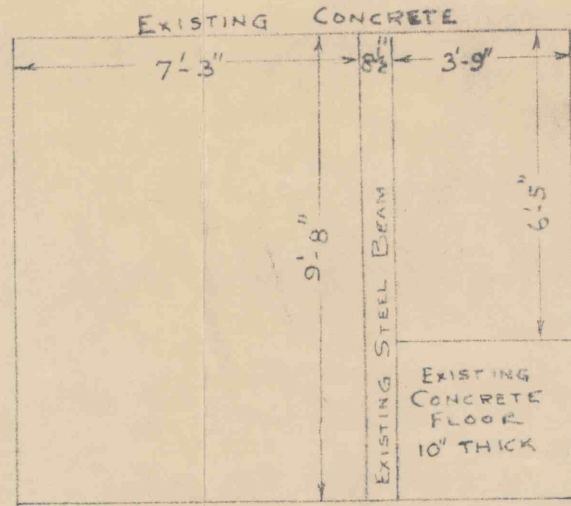 EXISTING CONCRETE
7'-3"
8½"
3'-9"
9'-8"
6'-5"
EXISTING STEEL BEAM
EXISTING
CONCRETE
FLOOR
10" THICK